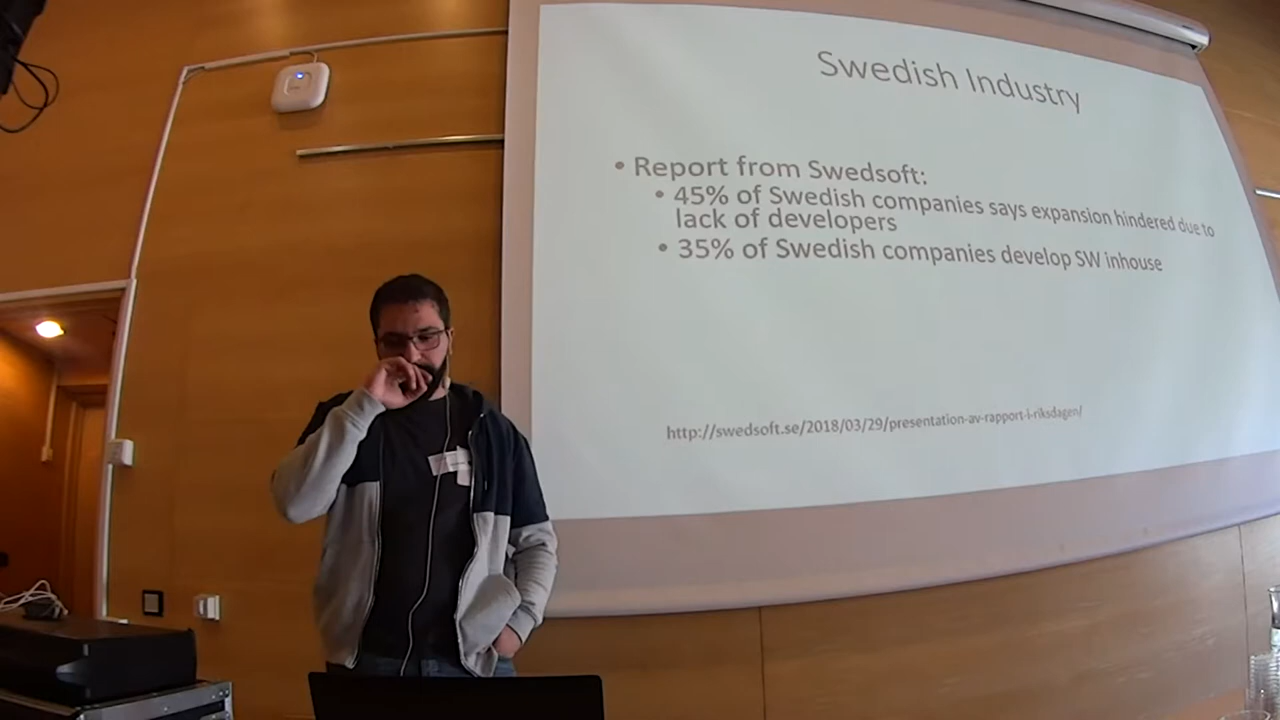 Swedish Industry
• Report from Swedsoft:
• 45% of Swedish companies says expansion hindered due to
lack of developers
• 35% of Swedish companies develop SW inhouse
http://swedsoft.se/2018/03/29/presentation-av-rapport-i-riksdagen/